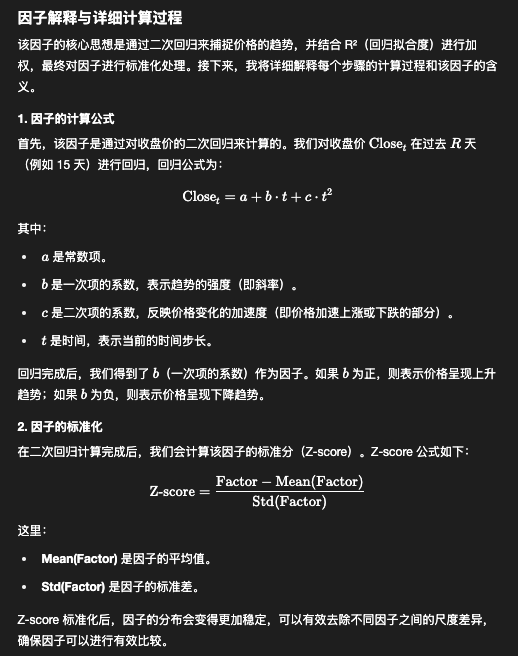 因子解释与详细计算过程
该因子的核心思想是通过二次回归来捕捉价格的趋势，并结合 R²（回归拟合度）进行加
权，最终对因子进行标准化处理。接下来，我将详细解释每个步骤的计算过程和该因子的含
义。
1. 因子的计算公式
首先，该因子是通过对收盘价的二次回归来计算的。我们对收盘价 Closeₜ 在过去 R 天
（例如 15 天）进行回归，回归公式为：
Closeₜ = a + b · t + c · t²
其中：
• a 是常数项。
• b 是一次项的系数，表示趋势的强度（即斜率）。
• c 是二次项的系数，反映价格变化的加速度（即价格加速上涨或下跌的部分）。
• t 是时间，表示当前的时间步长。
回归完成后，我们得到了 b（一次项的系数）作为因子。如果 b 为正，则表示价格呈现上升
趋势；如果 b 为负，则表示价格呈现下降趋势。
2. 因子的标准化
在二次回归计算完成后，我们会计算该因子的标准分（Z-score）。Z-score 公式如下：
Z-score = (Factor − Mean(Factor)) / Std(Factor)
这里：
• Mean(Factor) 是因子的平均值。
• Std(Factor) 是因子的标准差。
Z-score 标准化后，因子的分布会变得更加稳定，可以有效去除不同因子之间的尺度差异，
确保因子可以进行有效比较。